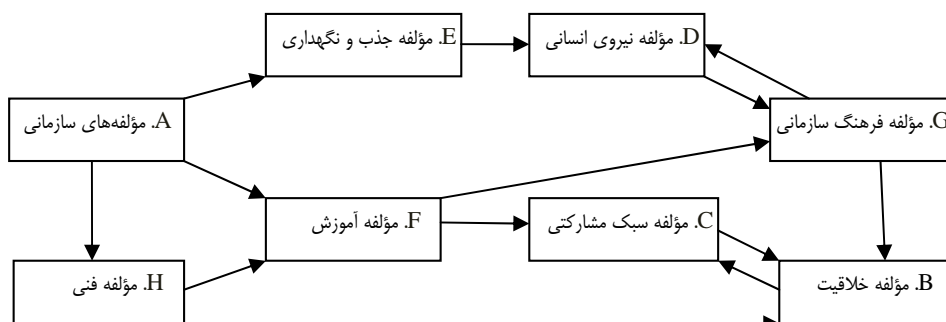 E. مؤلفه جذب و نگهداری
D. مؤلفه نیروی انسانی
A. مؤلفه‌های سازمانی
G. مؤلفه فرهنگ سازمانی
F. مؤلفه آموزش
C. مؤلفه سبک مشارکتی
H. مؤلفه فنی
B. مؤلفه خلاقیت